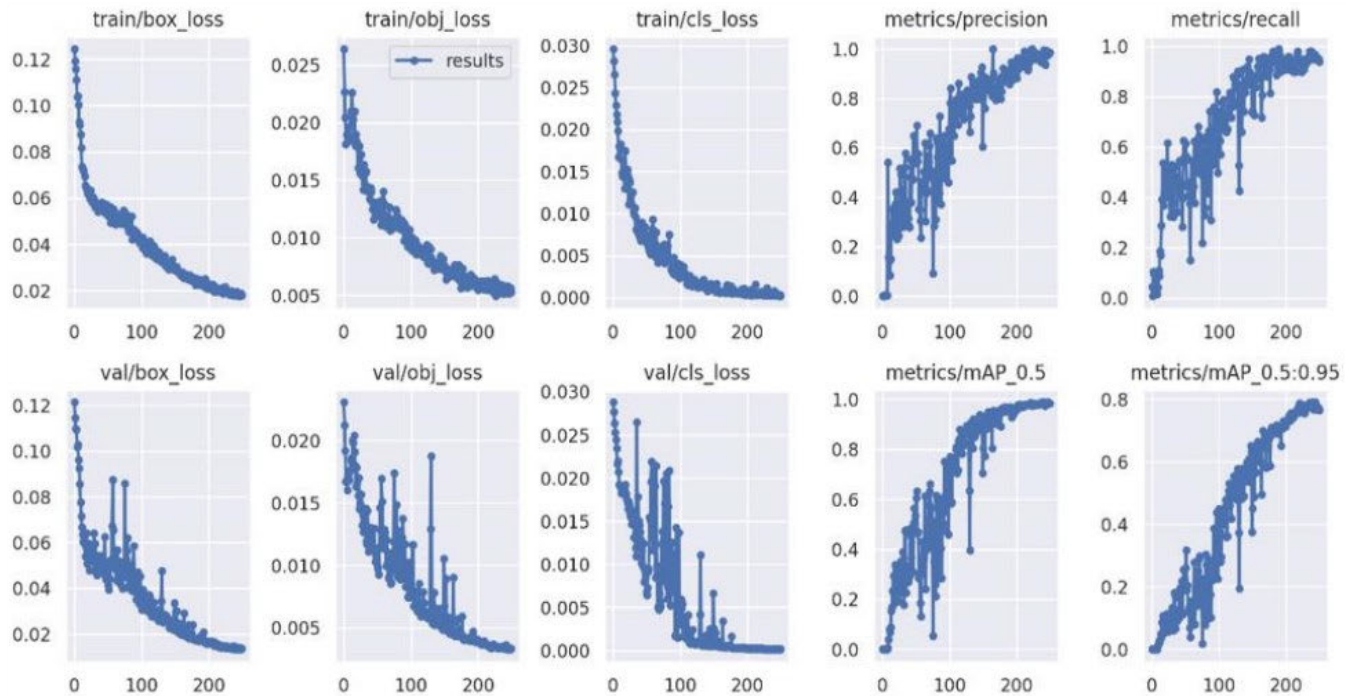 train/box_loss
train/obj_loss
train/cls_loss
metrics/precision
metrics/recall
0.12
0.10
0.08
0.06
0.04
0.02
0 100 200
results
0.025
0.020
0.015
0.010
0.005
0 100 200
0.030
0.025
0.020
0.015
0.010
0.005
0.000
0 100 200
1.0
0.8
0.6
0.4
0.2
0.0
0 100 200
1.0
0.8
0.6
0.4
0.2
0.0
0 100 200
val/box_loss
val/obj_loss
val/cls_loss
metrics/mAP_0.5
metrics/mAP_0.5:0.95
0.12
0.10
0.08
0.06
0.04
0.02
0 100 200
0.020
0.015
0.010
0.005
0 100 200
0.030
0.025
0.020
0.015
0.010
0.005
0.000
0 100 200
1.0
0.8
0.6
0.4
0.2
0.0
0 100 200
0.8
0.6
0.4
0.2
0.0
0 100 200